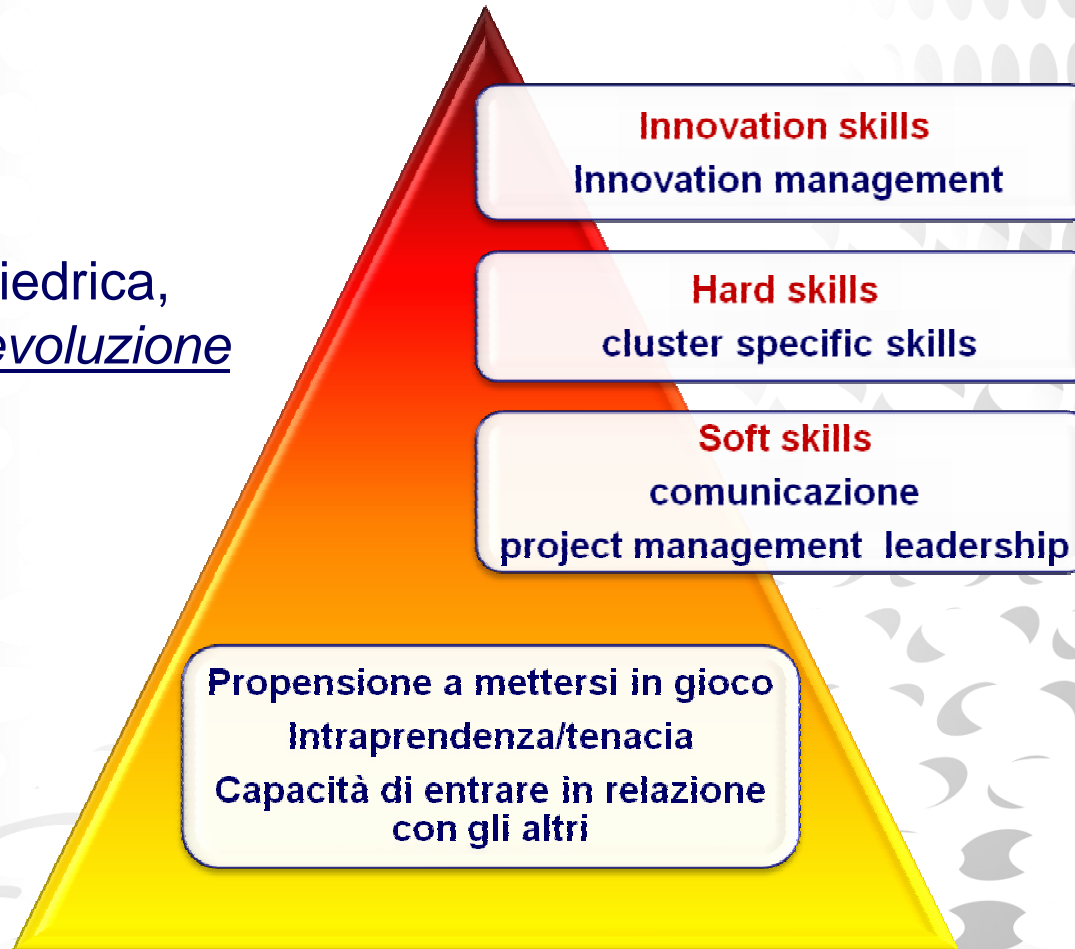 Innovation skills
Innovation management
iedrica,
evoluzione
Hard skills
cluster specific skills
Soft skills
comunicazione
project management leadership
Propensione a mettersi in gioco
Intraprendenza/tenacia
Capacità di entrare in relazione
con gli altri